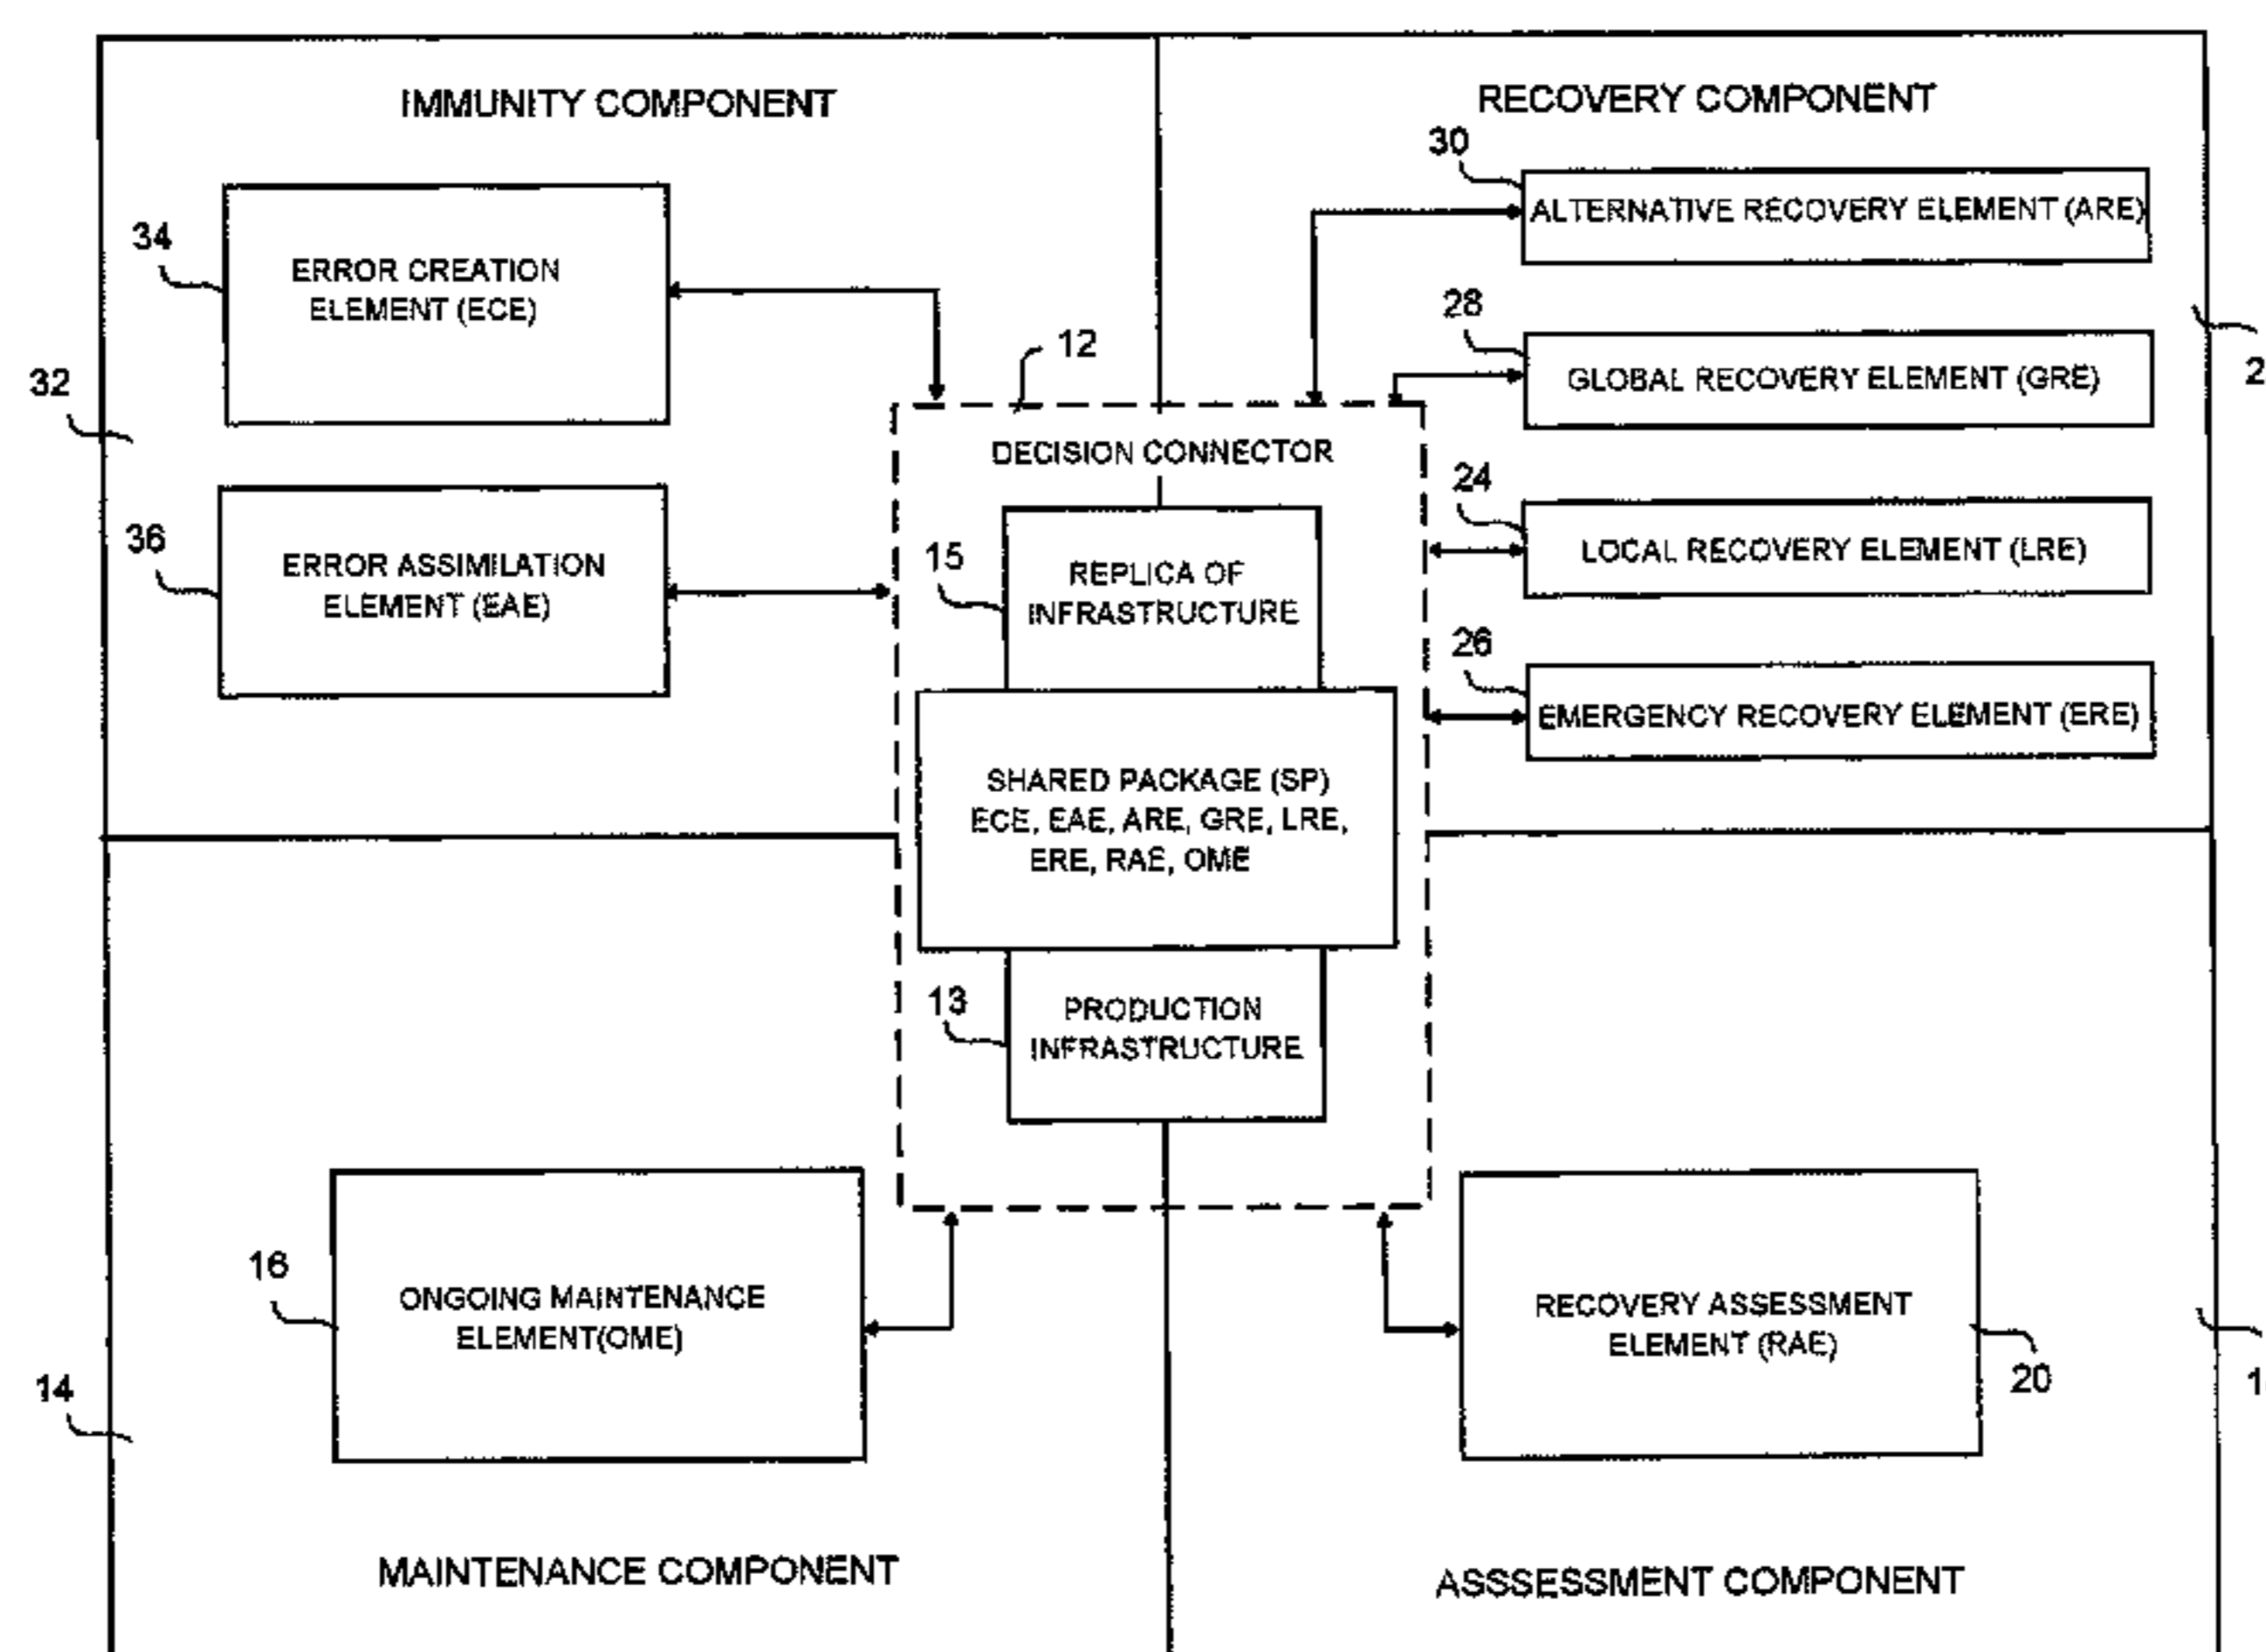 IMMUNITY COMPONENT
RECOVERY COMPONENT
30
ALTERNATIVE RECOVERY ELEMENT (ARE)
34
ERROR CREATION
ELEMENT (ECE)
28
GLOBAL RECOVERY ELEMENT (GRE)
2
12
32
DECISION CONNECTOR
24
LOCAL RECOVERY ELEMENT (LRE)
36
ERROR ASSIMILATION
ELEMENT (EAE)
15
REPLICA OF
INFRASTRUCTURE
26
EMERGENCY RECOVERY ELEMENT (ERE)
SHARED PACKAGE (SP)
ECE, EAE, ARE, GRE, LRE,
ERE, RAE, OME
13
PRODUCTION
INFRASTRUCTURE
16
ONGOING MAINTENANCE
ELEMENT(OME)
RECOVERY ASSESSMENT
ELEMENT (RAE)
20
14
1
MAINTENANCE COMPONENT
ASSSESSMENT COMPONENT